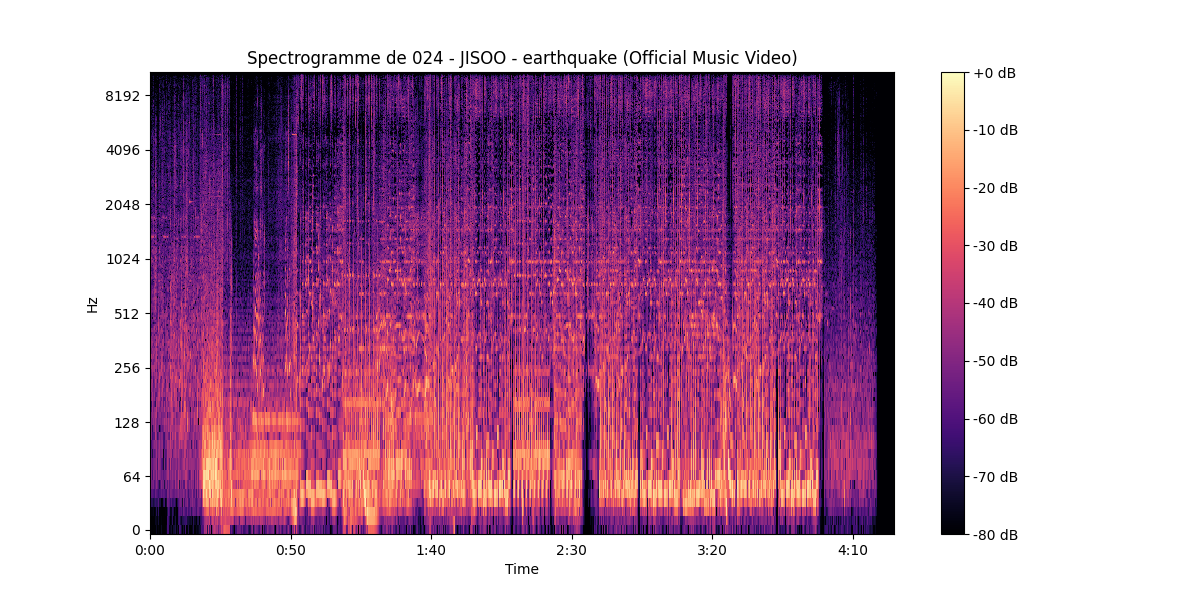 Spectrogramme de 024 - JISOO - earthquake (Official Music Video)
8192
4096
2048
1024
512
256
128
64
0
Hz
0:00
0:50
1:40
2:30
3:20
4:10
Time
+0 dB
-10 dB
-20 dB
-30 dB
-40 dB
-50 dB
-60 dB
-70 dB
-80 dB